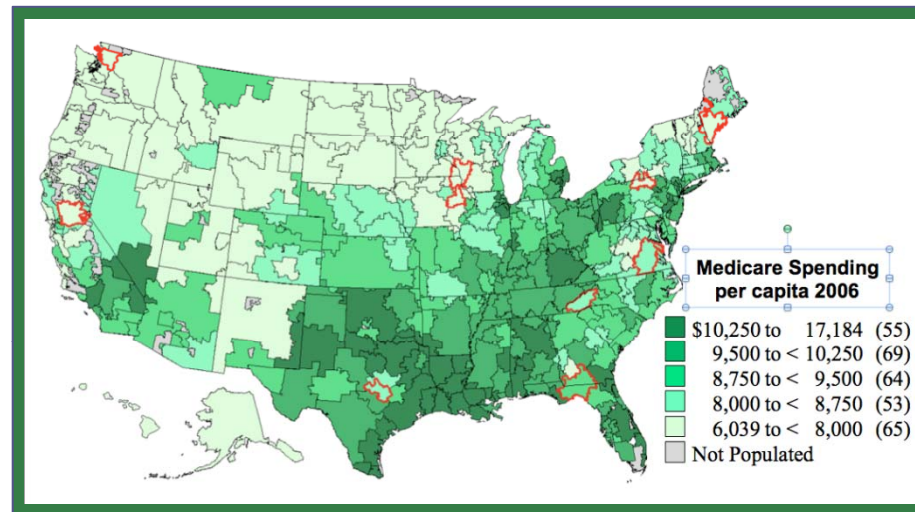 Medicare Spending
per capita 2006
$10,250 to 17,184 (55)
9,500 to < 10,250 (69)
8,750 to < 9,500 (64)
8,000 to < 8,750 (53)
6,039 to < 8,000 (65)
Not Populated